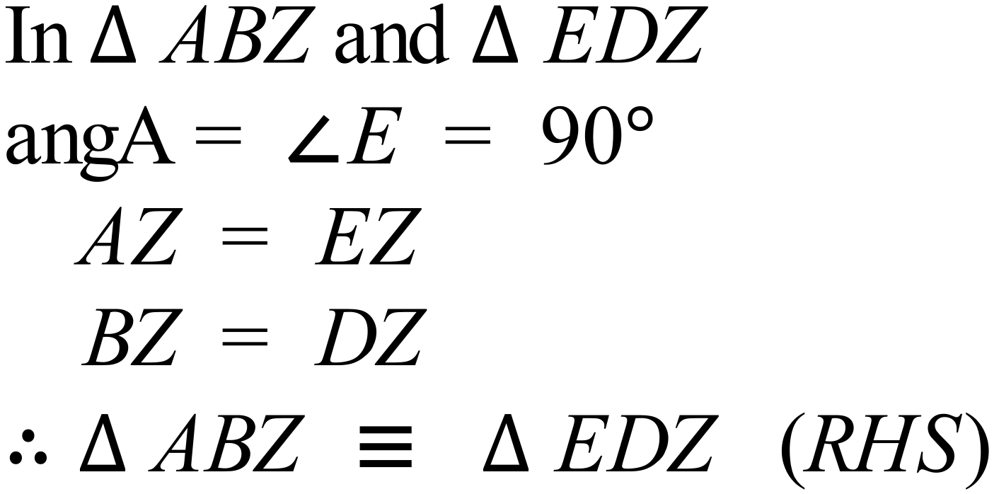 In Δ ABZ and Δ EDZ
angA = ∠E = 90°
AZ = EZ
BZ = DZ
∴ Δ ABZ ≡ Δ EDZ (RHS)